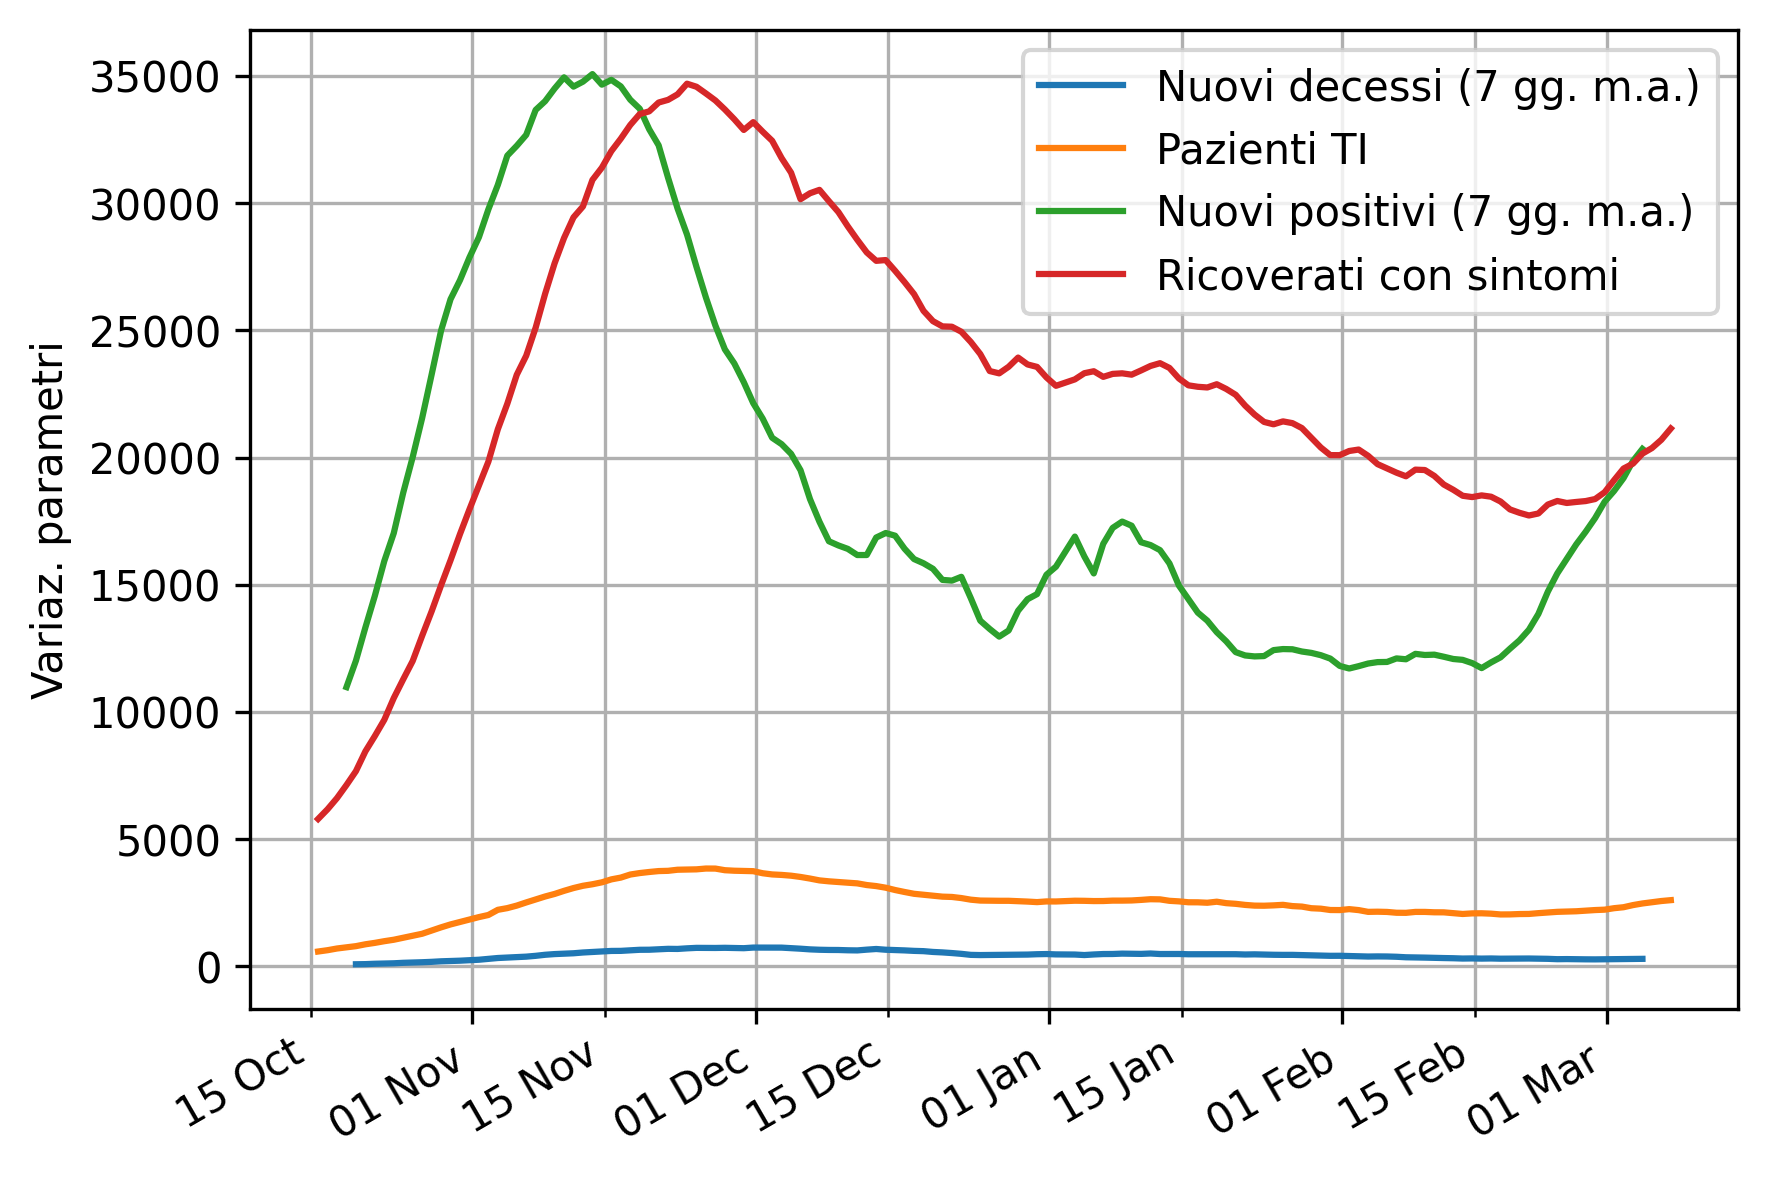 Variaz. parametri
35000
30000
25000
20000
15000
10000
5000
0
Nuovi decessi (7 gg. m.a.)
Pazienti TI
Nuovi positivi (7 gg. m.a.)
Ricoverati con sintomi
15 Oct
01 Nov
15 Nov
01 Dec
15 Dec
01 Jan
15 Jan
01 Feb
15 Feb
01 Mar